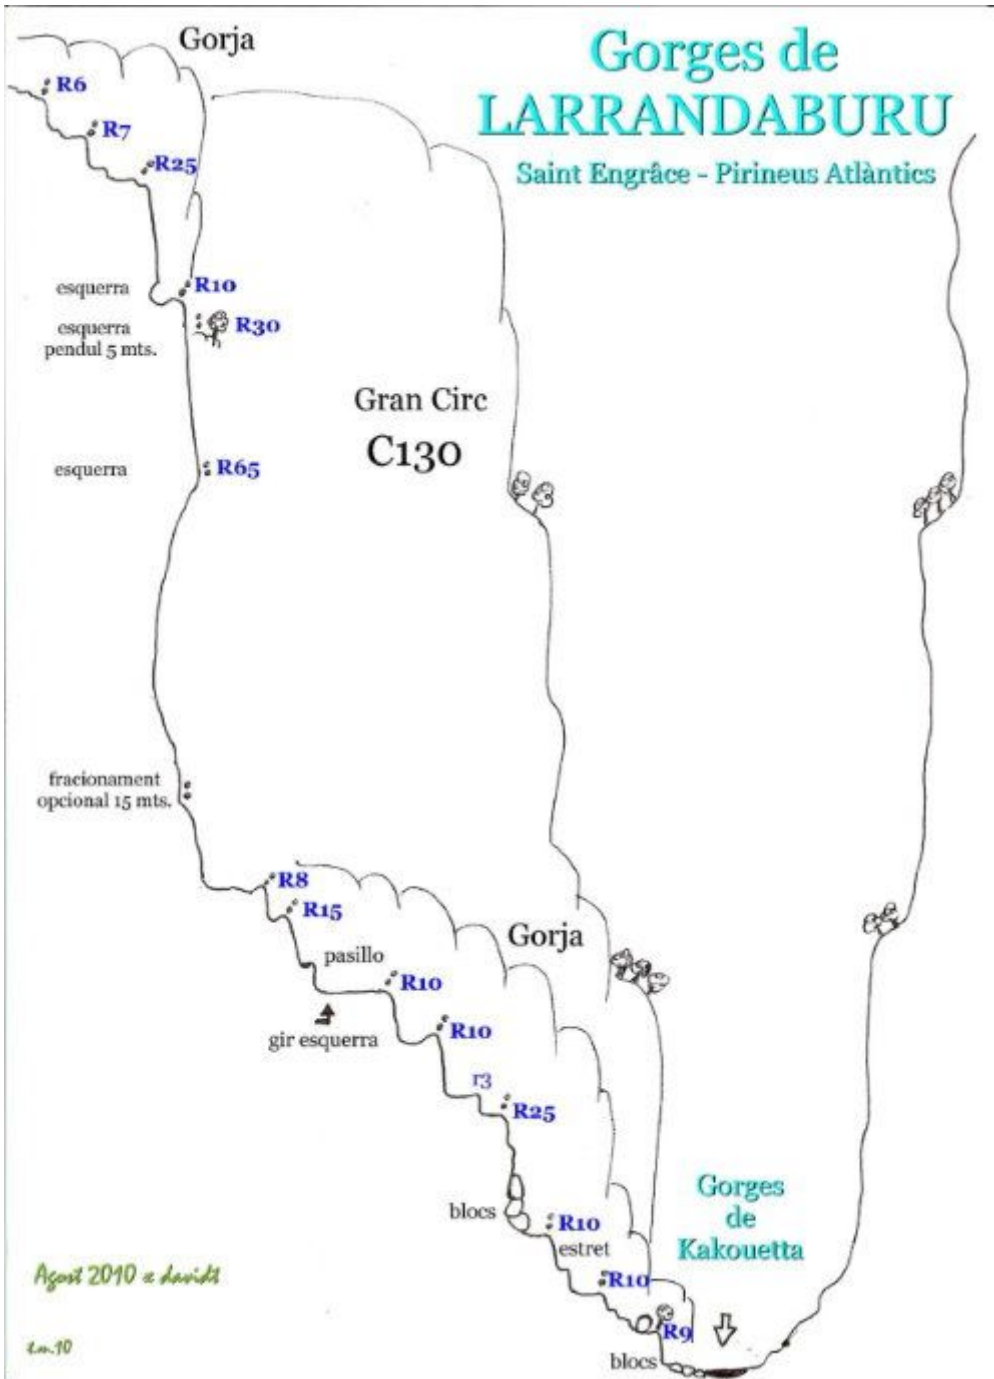 Gorja
Gorges de
LARRANDABURU
Saint Engrâce - Pirineus Atlàntics
R6
R7
R25
esquerra
R10
esquerra
pendul 5 mts.
R30
Gran Circ
C130
esquerra
R65
fracionament
opcional 15 mts.
R8
R15
Gorja
pasillo
R10
gir esquerra
R10
r3
R25
blocs
R10
estret
Gorges
de
Kakouetta
R10
R9
blocs
Agost 2010 x davidt